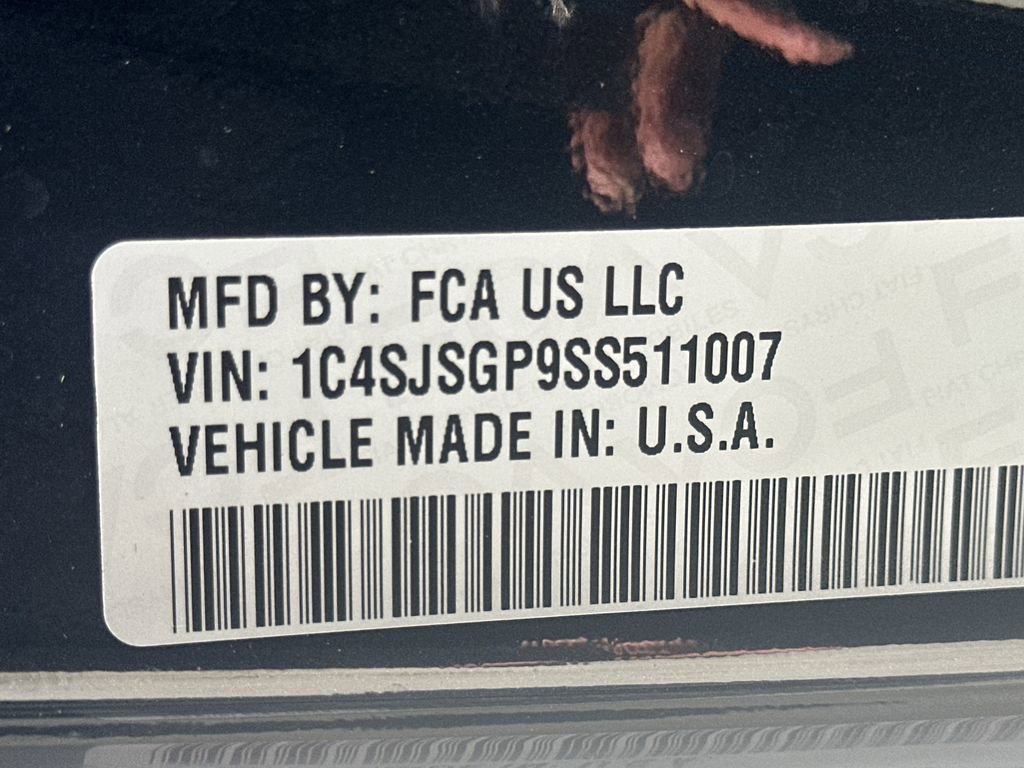 MFD BY: FCA US LLC
VIN: 1C4SJSGP9SS511007
VEHICLE MADE IN: U.S.A.